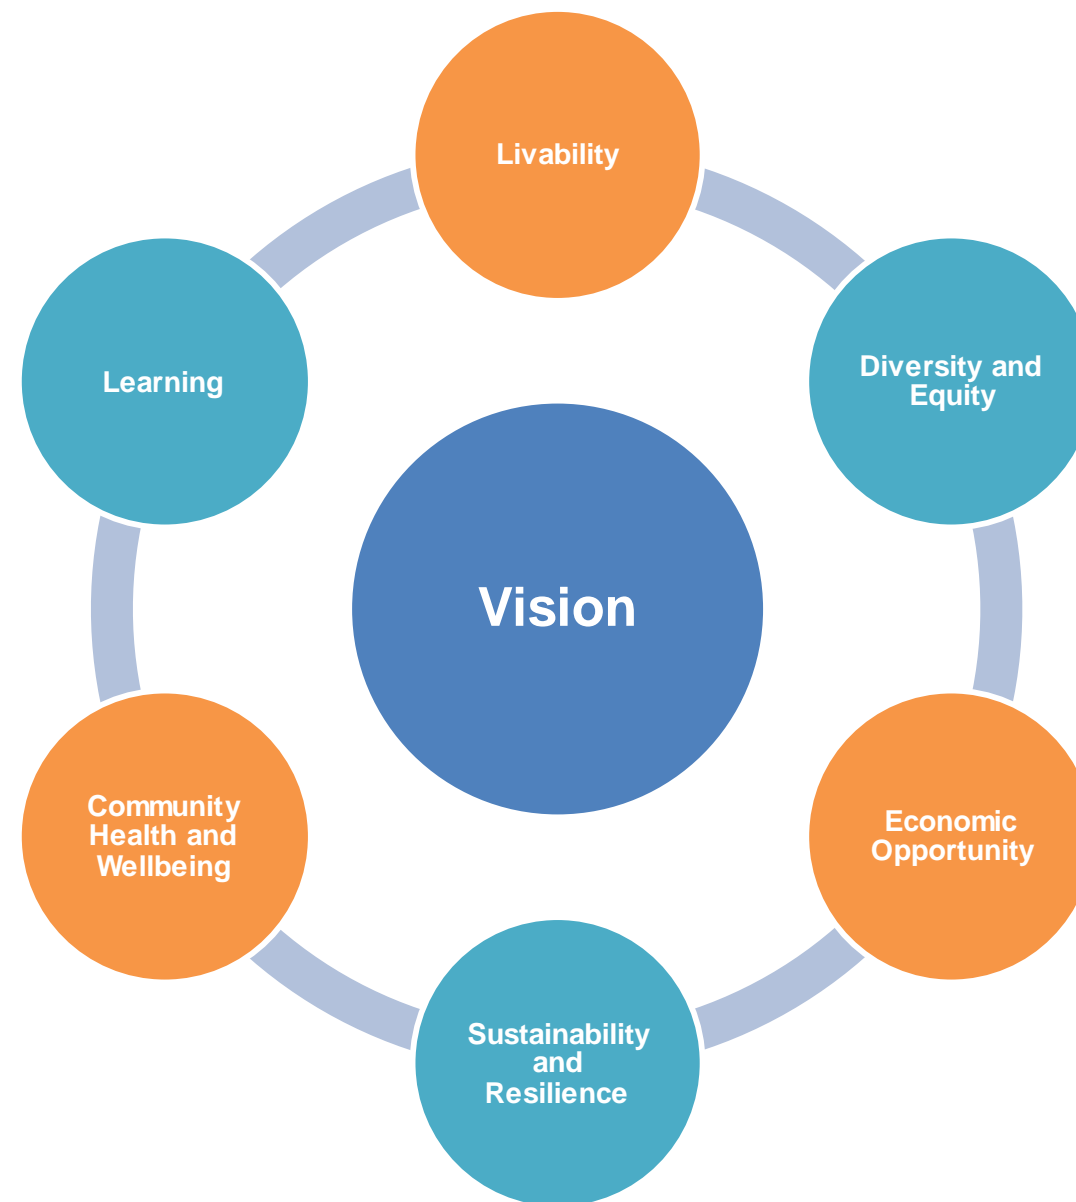 Livability
Diversity and
Equity
Economic
Opportunity
Sustainability
and
Resilience
Community
Health and
Wellbeing
Learning
Vision